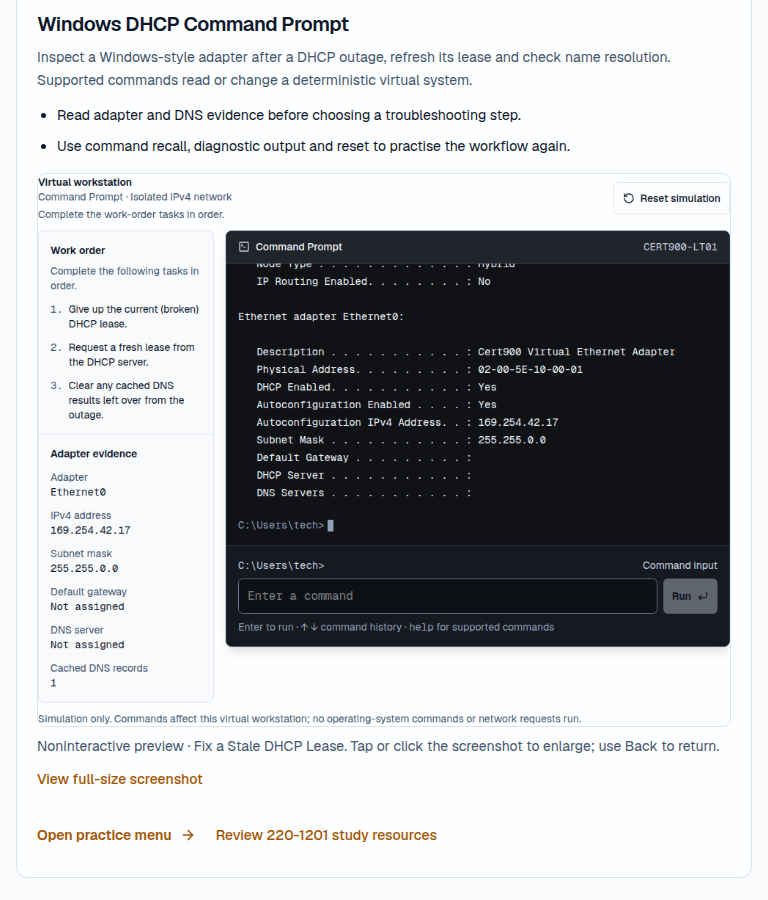 Windows DHCP Command Prompt
Inspect a Windows-style adapter after a DHCP outage, refresh its lease and check name resolution.
Supported commands read or change a deterministic virtual system.
Read adapter and DNS evidence before choosing a troubleshooting step.
Use command recall, diagnostic output and reset to practise the workflow again.
Virtual workstation
Command Prompt · Isolated IPv4 network
Complete the work-order tasks in order.
Reset simulation
Work order
Complete the following tasks in
order.
1. Give up the current (broken)
DHCP lease.
2. Request a fresh lease from
the DHCP server.
3. Clear any cached DNS
results left over from the
outage.
Adapter evidence
Adapter
Ethernet0
IPv4 address
169.254.42.17
Subnet mask
255.255.0.0
Default gateway
Not assigned
DNS server
Not assigned
Cached DNS records
1
Command Prompt
CERT900-LT01
Node Type . . . . . . . . . . . . : Hybrid
IP Routing Enabled. . . . . . . . : No
Ethernet adapter Ethernet0:
Description . . . . . . . . . . . : Cert900 Virtual Ethernet Adapter
Physical Address. . . . . . . . . : 02-00-5E-10-00-01
DHCP Enabled. . . . . . . . . . . : Yes
Autoconfiguration Enabled . . . . : Yes
Autoconfiguration IPv4 Address. . : 169.254.42.17
Subnet Mask . . . . . . . . . . . : 255.255.0.0
Default Gateway . . . . . . . . . :
DHCP Server . . . . . . . . . . . :
DNS Servers . . . . . . . . . . . :
C:\Users\tech>
C:\Users\tech>
Command input
Enter a command
Run
Enter to run · ↑ ↓ command history · help for supported commands
Simulation only. Commands affect this virtual workstation; no operating-system commands or network requests run.
Noninteractive preview · Fix a Stale DHCP Lease. Tap or click the screenshot to enlarge; use Back to return.
View full-size screenshot
Open practice menu →
Review 220-1201 study resources